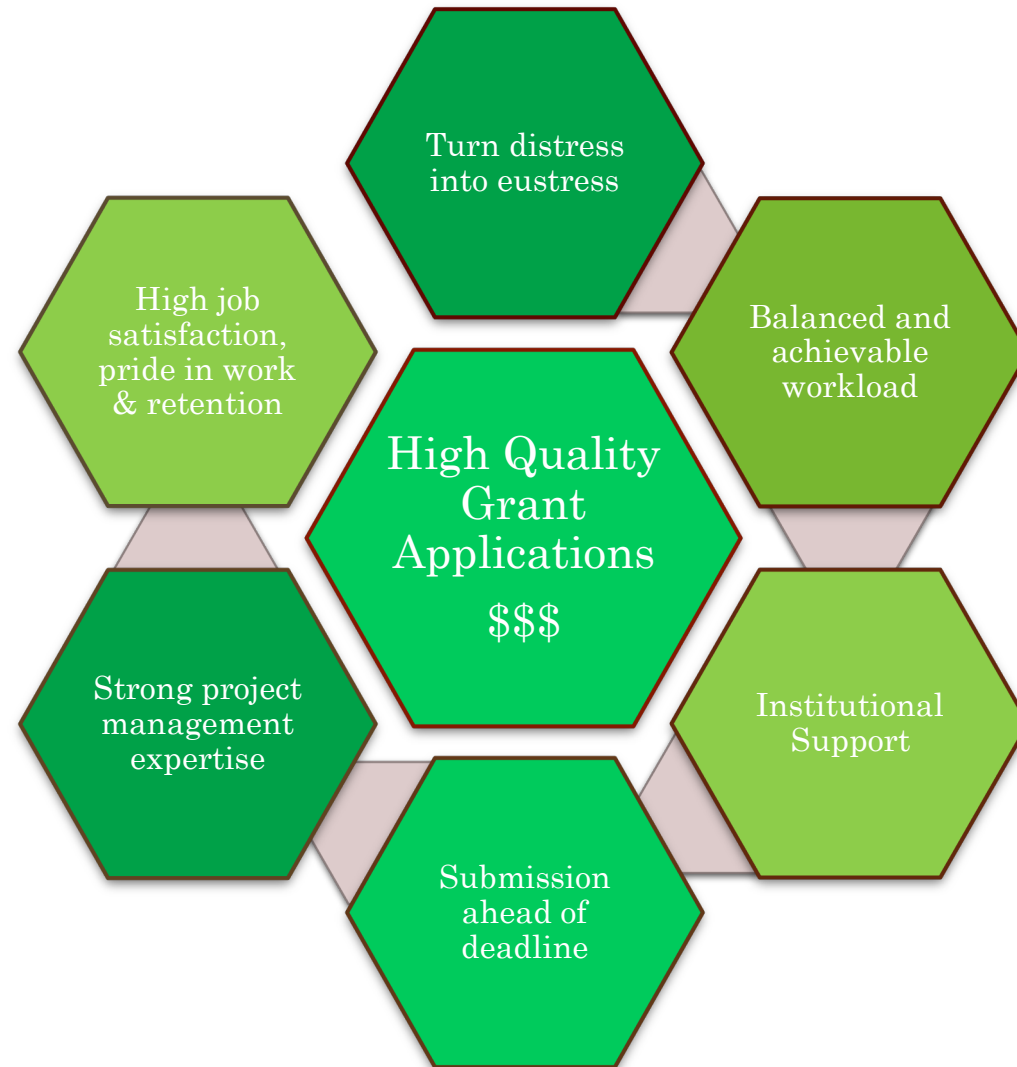 Turn distress
into eustress
High job
satisfaction,
pride in work
& retention
Balanced and
achievable
workload
High Quality
Grant
Applications
$$$
Strong project
management
expertise
Institutional
Support
Submission
ahead of
deadline